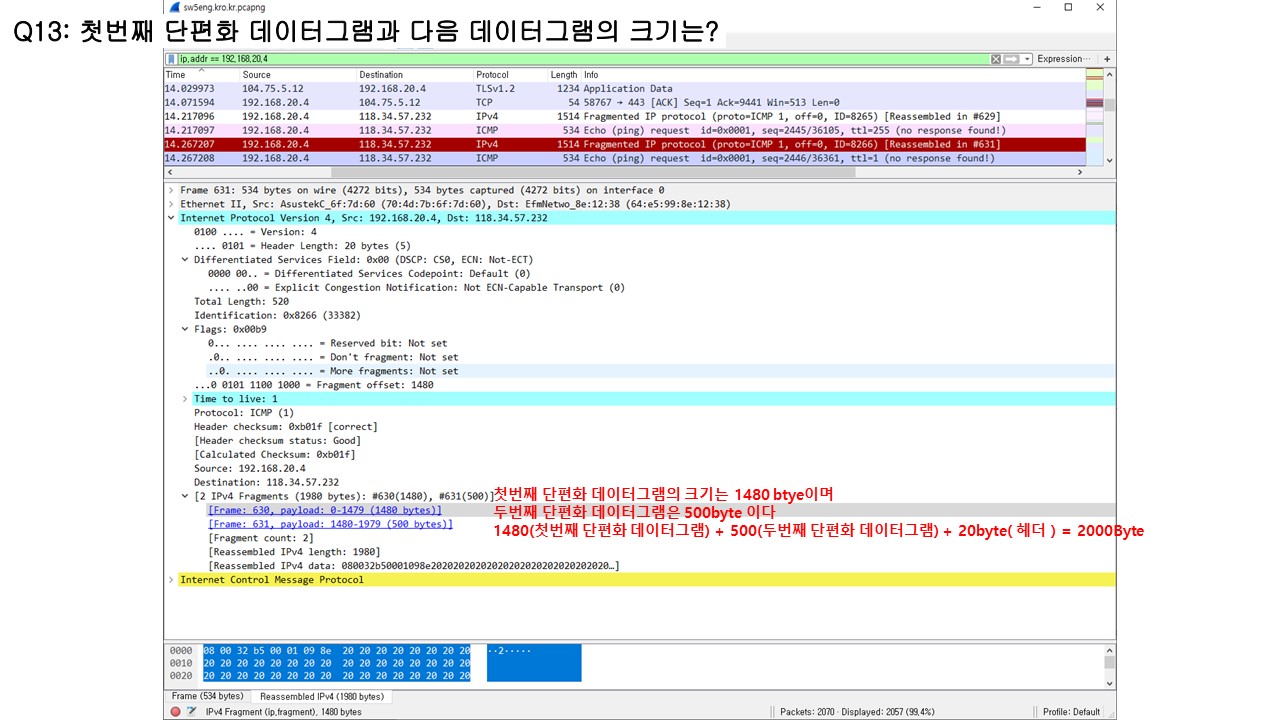 sw5eng.kro.kr.pcapng
Q13: 첫번째 단편화 데이터그램과 다음 데이터그램의 크기는?
ip.addr == 192.168.20.4
Expression…
Time Source Destination Protocol Length Info
14.029973 104.75.5.12 192.168.20.4 TLSv1.2 1234 Application Data
14.071594 192.168.20.4 104.75.5.12 TCP 54 58767 → 443 [ACK] Seq=1 Ack=9441 Win=513 Len=0
14.217096 192.168.20.4 118.34.57.232 IPv4 1514 Fragmented IP protocol (proto=ICMP 1, off=0, ID=8265) [Reassembled in #629]
14.217097 192.168.20.4 118.34.57.232 ICMP 534 Echo (ping) request id=0x0001, seq=2445/36105, ttl=255 (no response found!)
14.267207 192.168.20.4 118.34.57.232 IPv4 1514 Fragmented IP protocol (proto=ICMP 1, off=0, ID=8266) [Reassembled in #631]
14.267208 192.168.20.4 118.34.57.232 ICMP 534 Echo (ping) request id=0x0001, seq=2446/36361, ttl=1 (no response found!)
Frame 631: 534 bytes on wire (4272 bits), 534 bytes captured (4272 bits) on interface 0
Ethernet II, Src: AsustekC_6f:7d:60 (70:4d:7b:6f:7d:60), Dst: EfmNetwo_8e:12:38 (64:e5:99:8e:12:38)
Internet Protocol Version 4, Src: 192.168.20.4, Dst: 118.34.57.232
0100 .... = Version: 4
.... 0101 = Header Length: 20 bytes (5)
Differentiated Services Field: 0x00 (DSCP: CS0, ECN: Not-ECT)
0000 00.. = Differentiated Services Codepoint: Default (0)
.... ..00 = Explicit Congestion Notification: Not ECN-Capable Transport (0)
Total Length: 520
Identification: 0x8266 (33382)
Flags: 0x00b9
0... .... .... .... = Reserved bit: Not set
.0.. .... .... .... = Don't fragment: Not set
..0. .... .... .... = More fragments: Not set
...0 0101 1100 1000 = Fragment offset: 1480
Time to live: 1
Protocol: ICMP (1)
Header checksum: 0xb01f [correct]
[Header checksum status: Good]
[Calculated Checksum: 0xb01f]
Source: 192.168.20.4
Destination: 118.34.57.232
[2 IPv4 Fragments (1980 bytes): #630(1480), #631(500)]
첫번째 단편화 데이터그램의 크기는 1480 btye이며
[Frame: 630, payload: 0-1479 (1480 bytes)]
두번째 단편화 데이터그램은 500byte 이다
[Frame: 631, payload: 1480-1979 (500 bytes)]
1480(첫번째 단편화 데이터그램) + 500(두번째 단편화 데이터그램) + 20byte( 헤더 ) = 2000Byte
[Fragment count: 2]
[Reassembled IPv4 length: 1980]
[Reassembled IPv4 data: 080032b50001098e20202020202020202020202020202020…]
Internet Control Message Protocol
0000 08 00 32 b5 00 01 09 8e 20 20 20 20 20 20 20 20 ··2·····
0010 20 20 20 20 20 20 20 20 20 20 20 20 20 20 20 20
0020 20 20 20 20 20 20 20 20 20 20 20 20 20 20 20 20
Frame (534 bytes) Reassembled IPv4 (1980 bytes)
IPv4 Fragment (ip.fragment), 1480 bytes Packets: 2070 · Displayed: 2057 (99.4%) Profile: Default